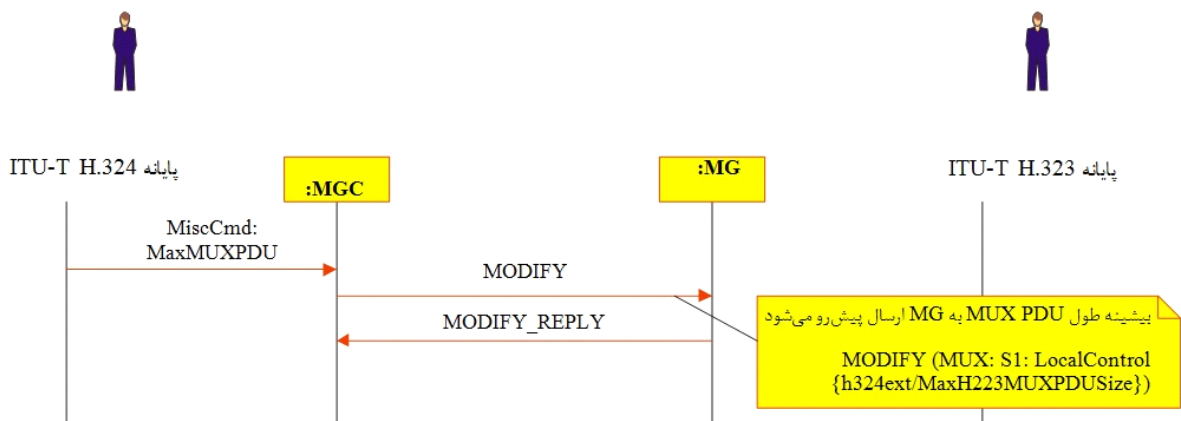 پایانه ITU-T H.324
:MGC
:MG
پایانه ITU-T H.323
MiscCmd:
MaxMUXPDU
MODIFY
MODIFY_REPLY
بیشینه طول MUX PDU به MG ارسال پیش‌رو می‌شود
MODIFY (MUX: S1: LocalControl
{h324ext/MaxH223MUXPDUSize})